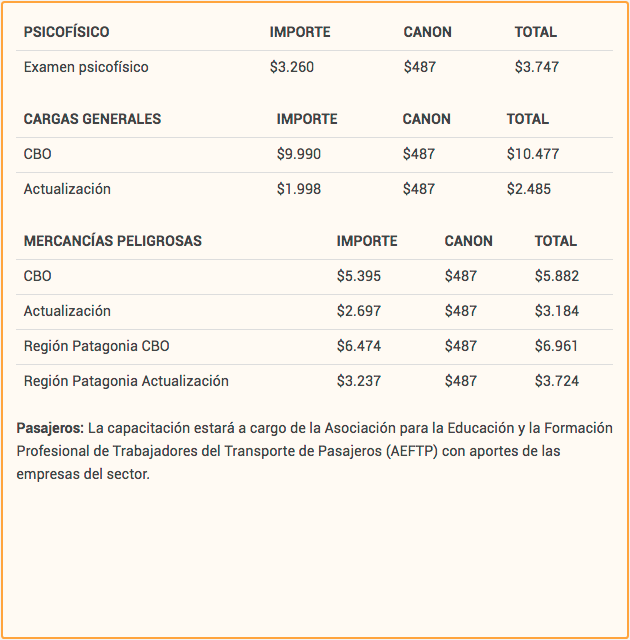 PSICOFÍSICO IMPORTE CANON TOTAL
Examen psicofísico $3.260 $487 $3.747
CARGAS GENERALES IMPORTE CANON TOTAL
CBO $9.990 $487 $10.477
Actualización $1.998 $487 $2.485
MERCANCÍAS PELIGROSAS IMPORTE CANON TOTAL
CBO $5.395 $487 $5.882
Actualización $2.697 $487 $3.184
Región Patagonia CBO $6.474 $487 $6.961
Región Patagonia Actualización $3.237 $487 $3.724
Pasajeros: La capacitación estará a cargo de la Asociación para la Educación y la Formación
Profesional de Trabajadores del Transporte de Pasajeros (AEFTP) con aportes de las
empresas del sector.